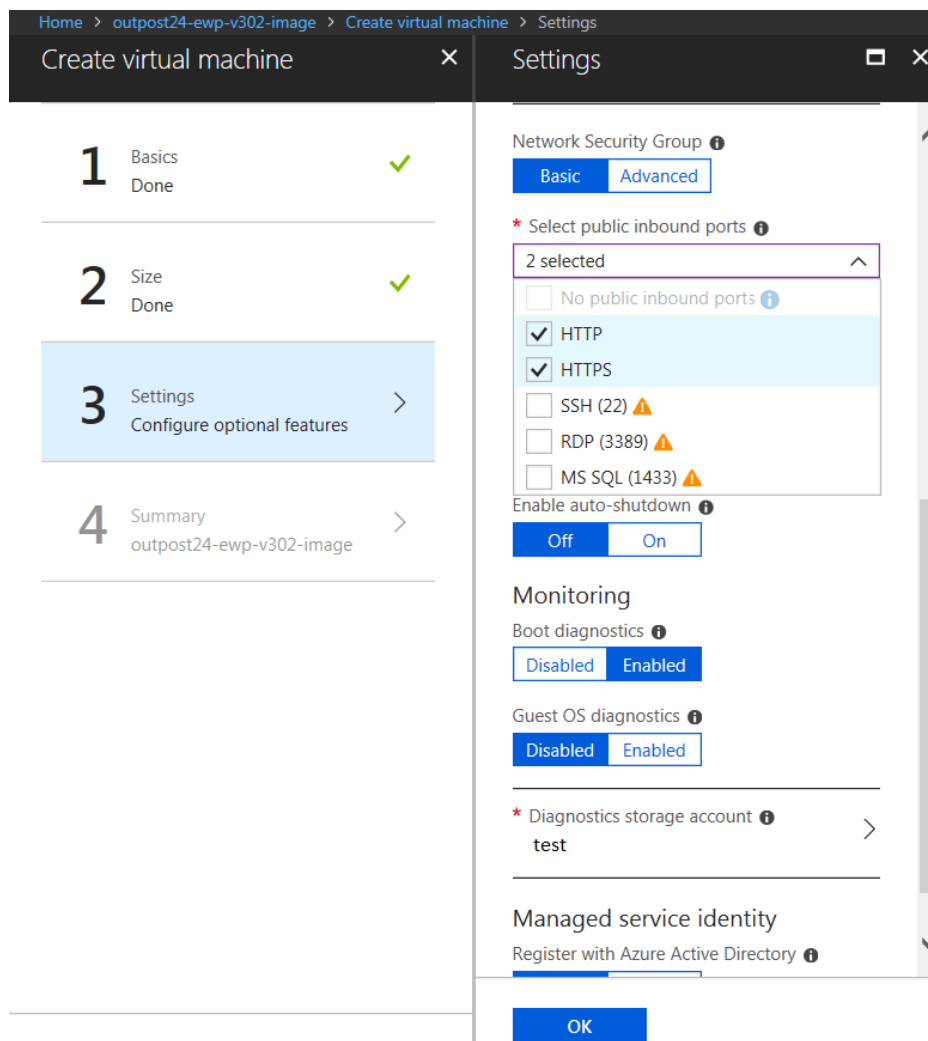 Home > outpost24-ewp-v302-image > Create virtual machine > Settings
Create virtual machine
1
Basics
Done
2
Size
Done
3
Settings
Configure optional features
4
Summary
outpost24-ewp-v302-image
Settings
Network Security Group
Basic Advanced
* Select public inbound ports
2 selected
No public inbound ports
HTTP
HTTPS
SSH (22)
RDP (3389)
MS SQL (1433)
Enable auto-shutdown
Off On
Monitoring
Boot diagnostics
Disabled Enabled
Guest OS diagnostics
Disabled Enabled
* Diagnostics storage account
test
Managed service identity
Register with Azure Active Directory
OK